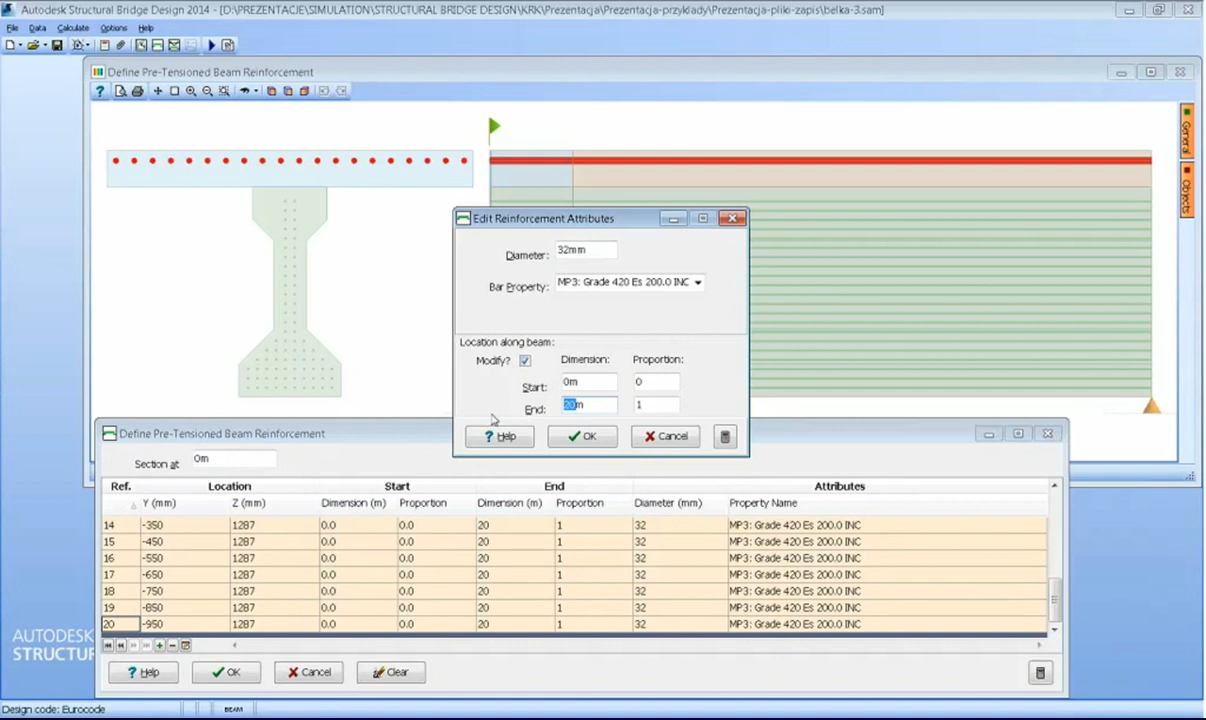 Autodesk Structural Bridge Design 2014 - [D:\PREZENTACJE\SIMULATION\STRUCTURAL BRIDGE DESIGN\KRK\Prezentacja\Prezentacja-przyklady\Prezentacja-pliki-zapis\belka-3.sam]
File Data Calculate Options Help
Define Pre-Tensioned Beam Reinforcement
General
Objects
Edit Reinforcement Attributes
Diameter: 32mm
Bar Property: MP3: Grade 420 Es 200.0 INC
Location along beam:
Modify? Dimension: Proportion:
Start: 0m 0
End: 20m 1
Help OK Cancel
Define Pre-Tensioned Beam Reinforcement
Section at 0m
Ref. Location Start End Attributes
Y (mm) Z (mm) Dimension (m) Proportion Dimension (m) Proportion Diameter (mm) Property Name
14 -350 1287 0.0 0.0 20 1 32 MP3: Grade 420 Es 200.0 INC
15 -450 1287 0.0 0.0 20 1 32 MP3: Grade 420 Es 200.0 INC
16 -550 1287 0.0 0.0 20 1 32 MP3: Grade 420 Es 200.0 INC
17 -650 1287 0.0 0.0 20 1 32 MP3: Grade 420 Es 200.0 INC
18 -750 1287 0.0 0.0 20 1 32 MP3: Grade 420 Es 200.0 INC
19 -850 1287 0.0 0.0 20 1 32 MP3: Grade 420 Es 200.0 INC
20 -950 1287 0.0 0.0 20 1 32 MP3: Grade 420 Es 200.0 INC
AUTODESK
STRUCTU
Help OK Cancel Clear
Design code: Eurocode BEAM